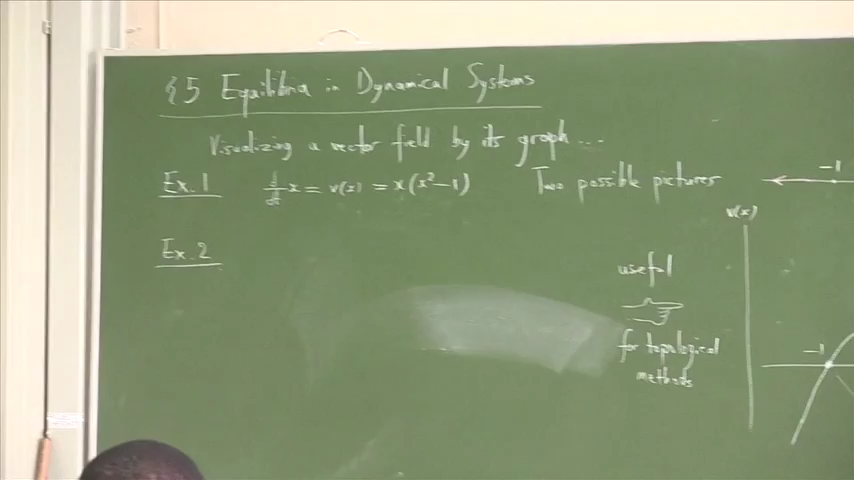 §5 Equilibria in Dynamical Systems
Visualizing a vector field by its graph...
Ex. 1 d/dt x = v(x) = x(x²-1) Two possible pictures -1
v(x)
Ex. 2
useful
for topological
methods
-1